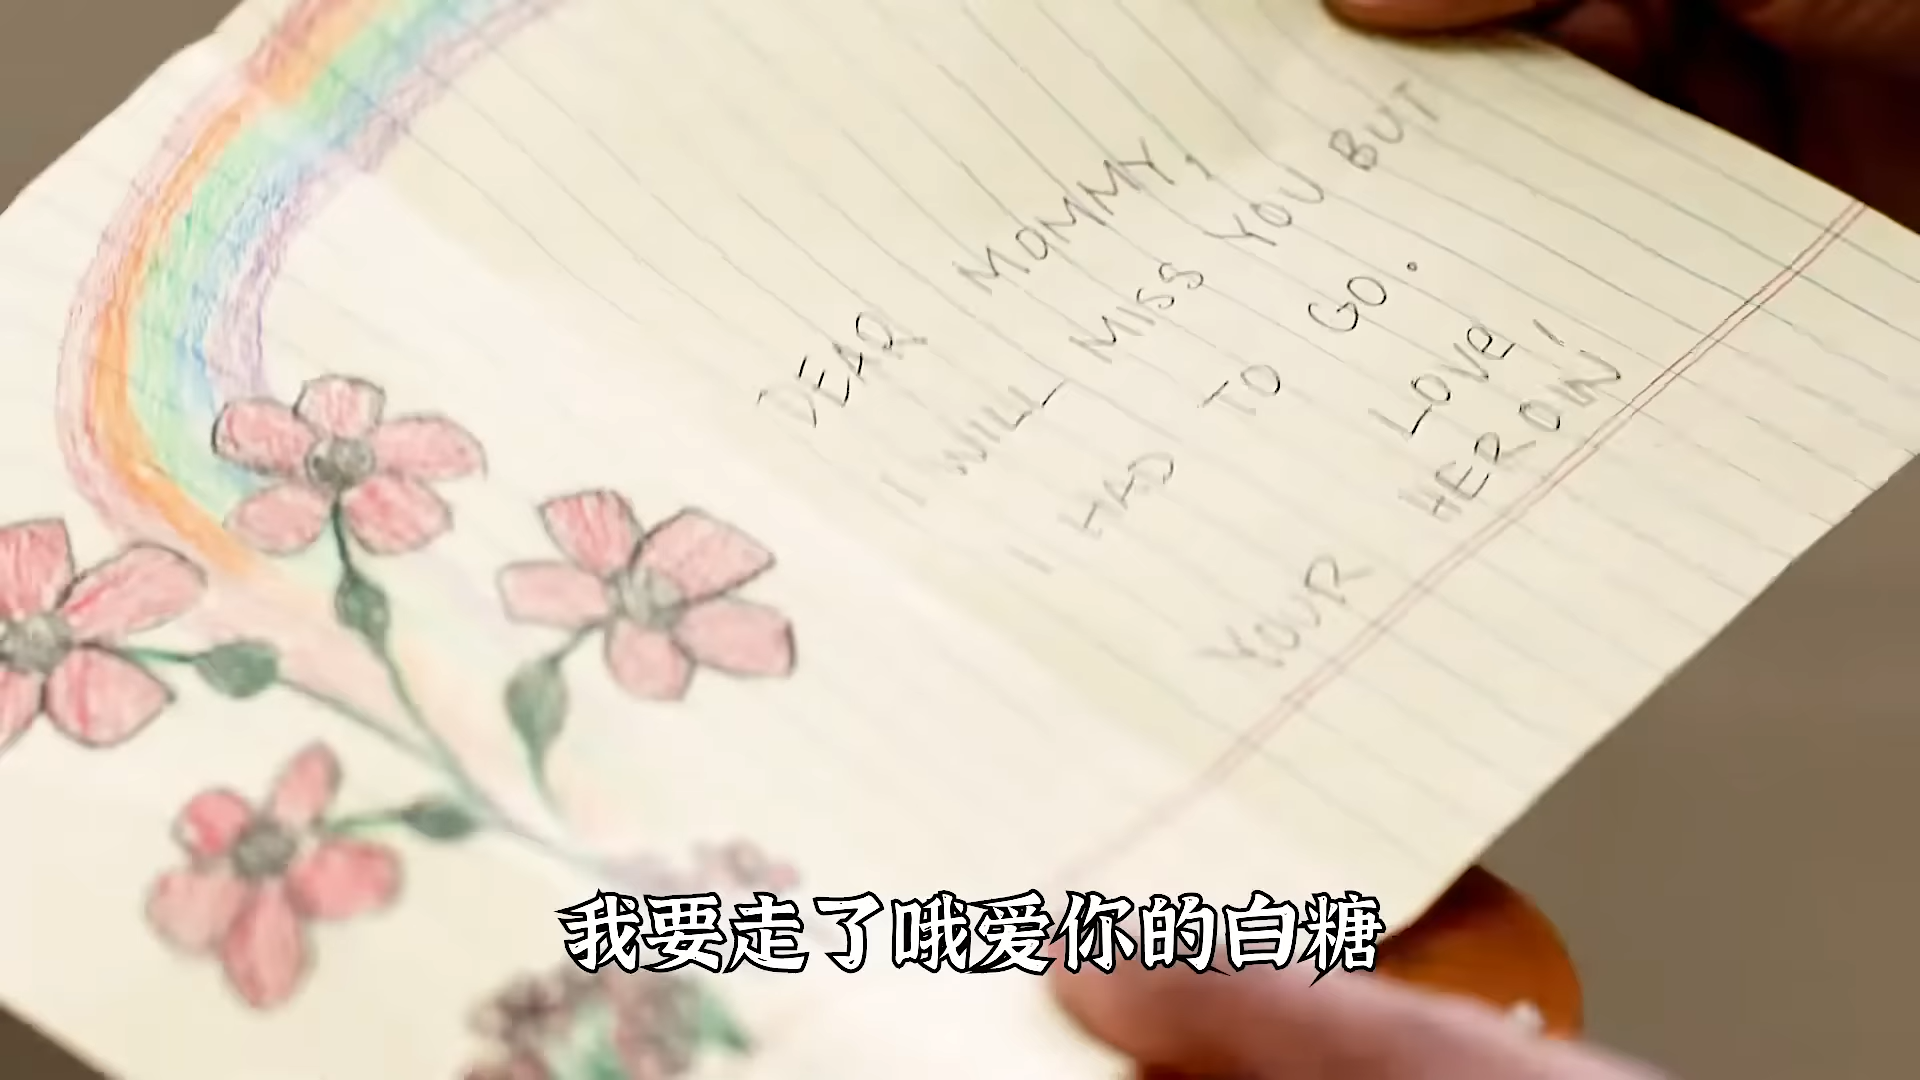 DEAR MOMMY,
I WILL MISS YOU BUT
I HAD TO GO.
LOVE,
YOUR HEROIN
我要走了哦爱你的白糖